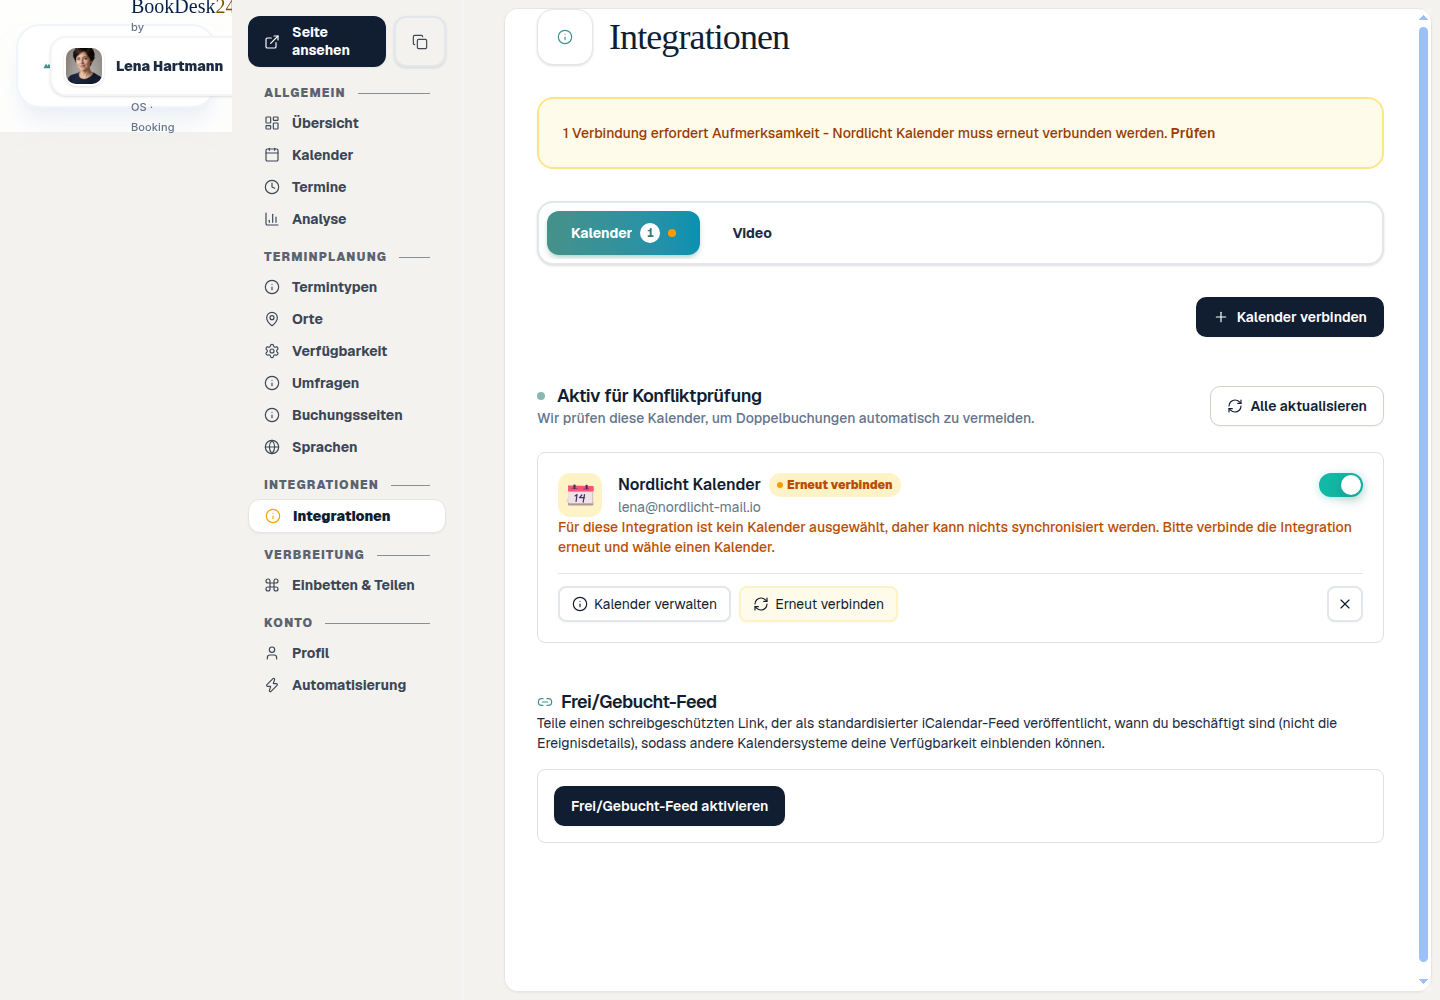 BookDesk24
by
Lena Hartmann
OS ·
Booking
Seite
ansehen
ALLGEMEIN
Übersicht
Kalender
Termine
Analyse
TERMINPLANUNG
Termintypen
Orte
Verfügbarkeit
Umfragen
Buchungsseiten
Sprachen
INTEGRATIONEN
Integrationen
VERBREITUNG
Einbetten & Teilen
KONTO
Profil
Automatisierung
Integrationen
1 Verbindung erfordert Aufmerksamkeit - Nordlicht Kalender muss erneut verbunden werden. Prüfen
Kalender 1
Video
Kalender verbinden
Aktiv für Konfliktprüfung
Wir prüfen diese Kalender, um Doppelbuchungen automatisch zu vermeiden.
Alle aktualisieren
14
Nordlicht Kalender Erneut verbinden
lena@nordlicht-mail.io
Für diese Integration ist kein Kalender ausgewählt, daher kann nichts synchronisiert werden. Bitte verbinde die Integration
erneut und wähle einen Kalender.
Kalender verwalten
Erneut verbinden
Frei/Gebucht-Feed
Teile einen schreibgeschützten Link, der als standardisierter iCalendar-Feed veröffentlicht, wann du beschäftigt sind (nicht die
Ereignisdetails), sodass andere Kalendersysteme deine Verfügbarkeit einblenden können.
Frei/Gebucht-Feed aktivieren